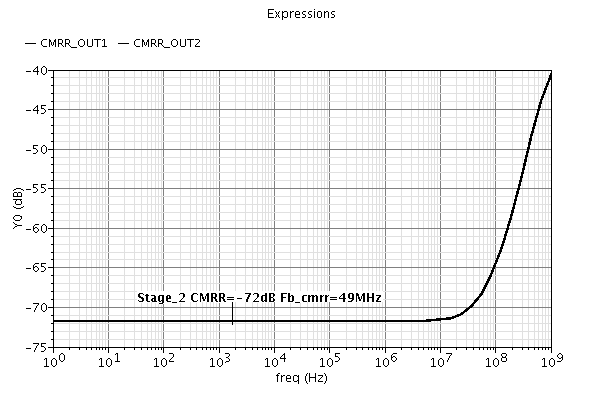 Expressions
— CMRR_OUT1 — CMRR_OUT2
-40
-45
-50
-55
-60
-65
-70
-75
Y0 (dB)
Stage_2 CMRR=-72dB Fb_cmrr=49MHz
10^0 10^1 10^2 10^3 10^4 10^5 10^6 10^7 10^8 10^9
freq (Hz)